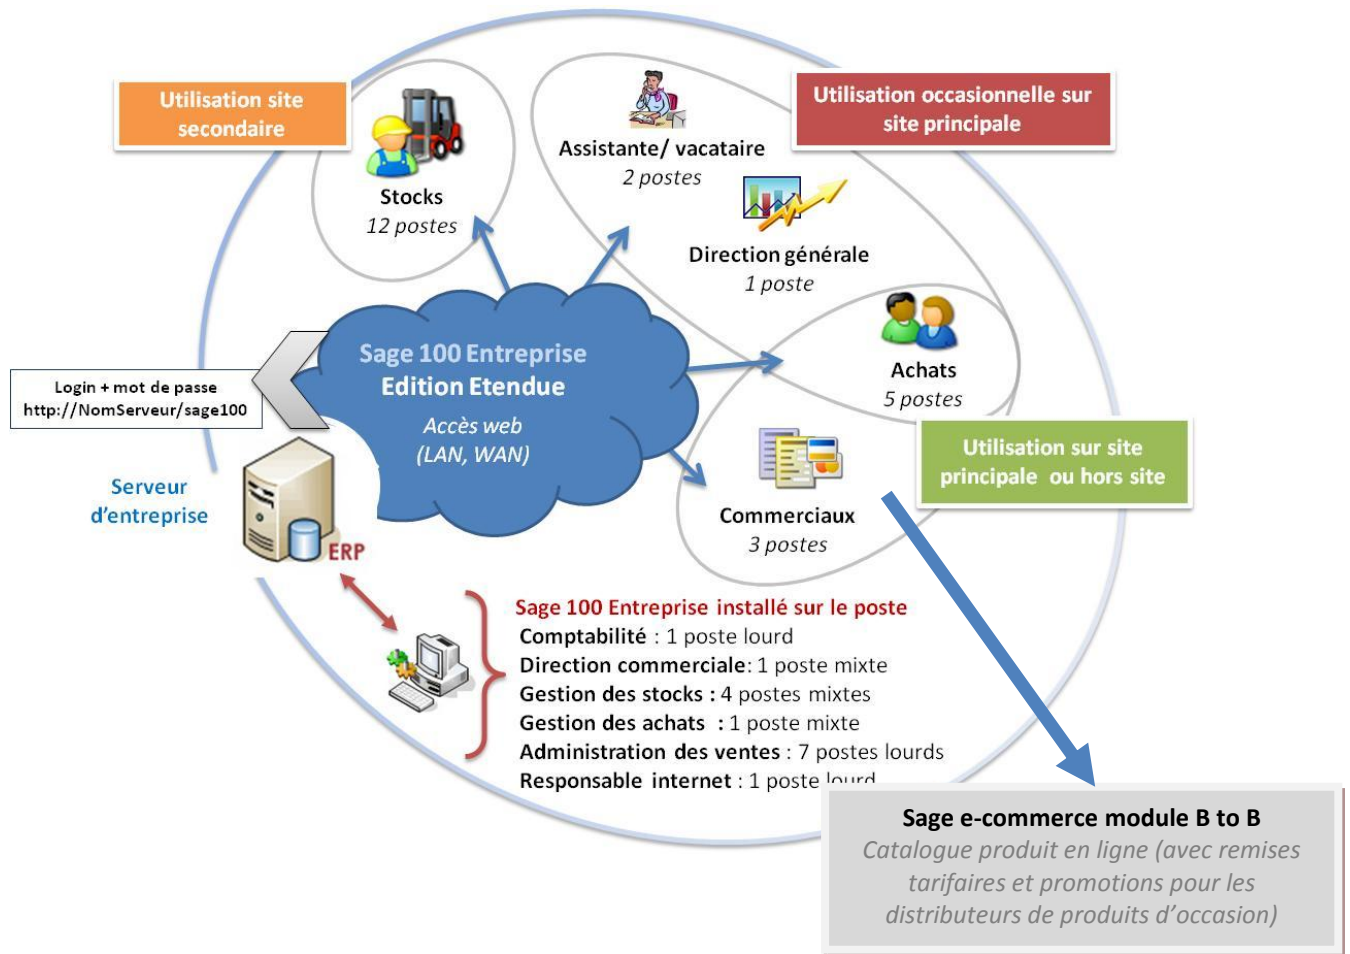 Utilisation site
secondaire
Stocks
12 postes
Assistante/ vacataire
2 postes
Utilisation occasionnelle sur
site principale
Direction générale
1 poste
Achats
5 postes
Sage 100 Entreprise
Edition Etendue
Accès web
(LAN, WAN)
Login + mot de passe
http://NomServeur/sage100
Utilisation sur site
principale ou hors site
Serveur
d’entreprise
ERP
Commerciaux
3 postes
Sage 100 Entreprise installé sur le poste
Comptabilité : 1 poste lourd
Direction commerciale: 1 poste mixte
Gestion des stocks : 4 postes mixtes
Gestion des achats : 1 poste mixte
Administration des ventes : 7 postes lourds
Responsable internet : 1 poste lourd
Sage e-commerce module B to B
Catalogue produit en ligne (avec remises
tarifaires et promotions pour les
distributeurs de produits d’occasion)